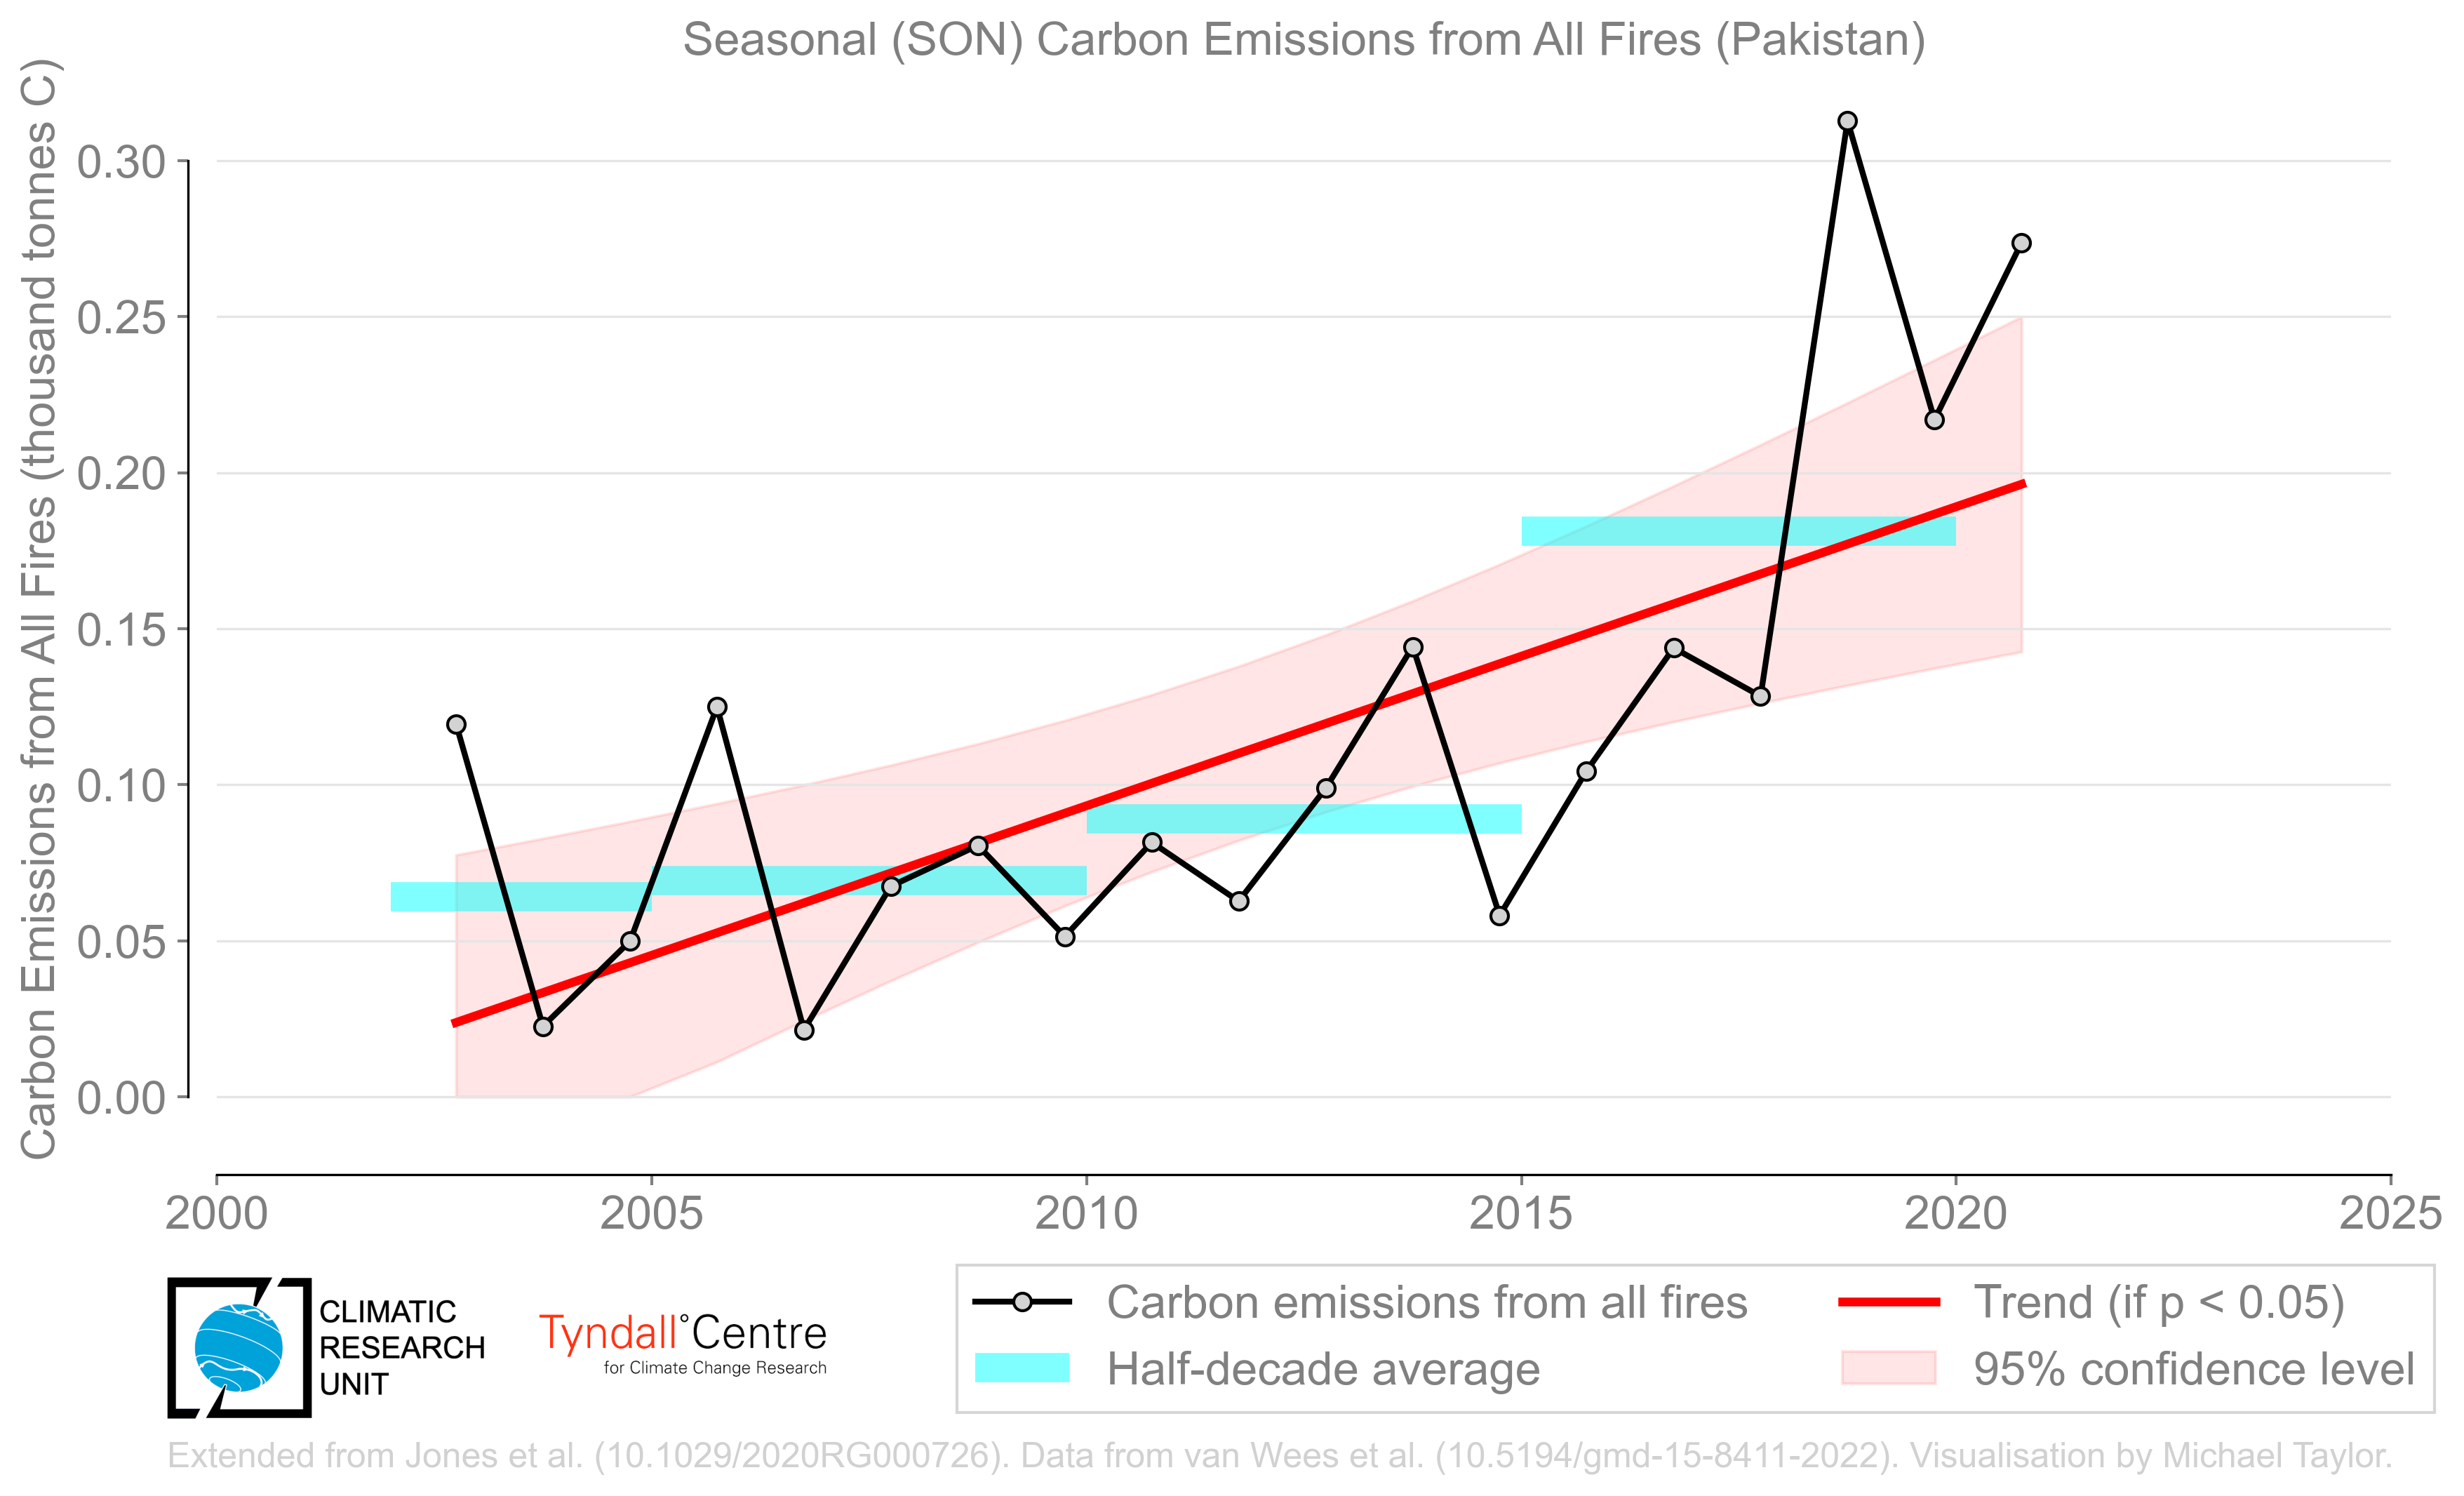 Seasonal (SON) Carbon Emissions from All Fires (Pakistan)
Carbon Emissions from All Fires (thousand tonnes C)
0.30
0.25
0.20
0.15
0.10
0.05
0.00
2000
2005
2010
2015
2020
2025
CLIMATIC
RESEARCH
UNIT
Tyndall°Centre
for Climate Change Research
Carbon emissions from all fires
Half-decade average
Trend (if p < 0.05)
95% confidence level
Extended from Jones et al. (10.1029/2020RG000726). Data from van Wees et al. (10.5194/gmd-15-8411-2022). Visualisation by Michael Taylor.